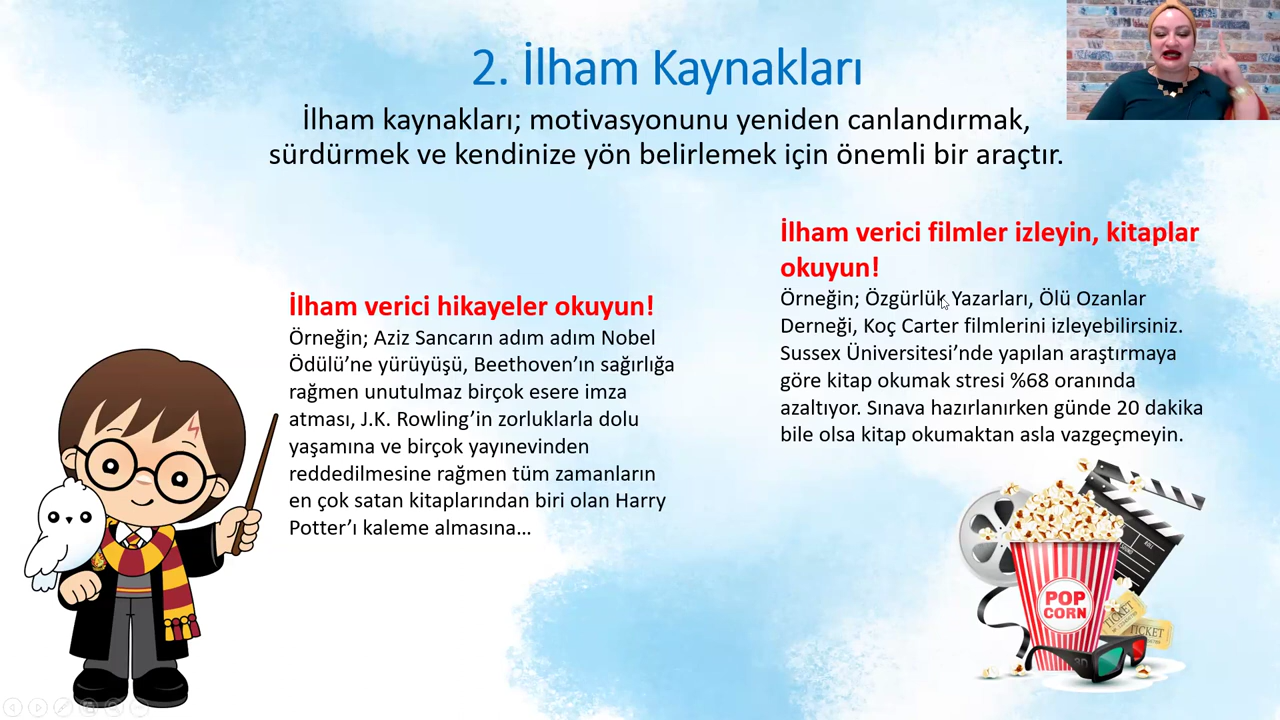 2. İlham Kaynakları
İlham kaynakları; motivasyonunu yeniden canlandırmak,
sürdürmek ve kendinize yön belirlemek için önemli bir araçtır.
İlham verici hikayeler okuyun!
Örneğin; Aziz Sancarın adım adım Nobel
Ödülü’ne yürüyüşü, Beethoven’ın sağırlığa
rağmen unutulmaz birçok esere imza
atması, J.K. Rowling’in zorluklarla dolu
yaşamına ve birçok yayınevinden
reddedilmesine rağmen tüm zamanların
en çok satan kitaplarından biri olan Harry
Potter’ı kaleme almasına…
İlham verici filmler izleyin, kitaplar
okuyun!
Örneğin; Özgürlük Yazarları, Ölü Ozanlar
Derneği, Koç Carter filmlerini izleyebilirsiniz.
Sussex Üniversitesi’nde yapılan araştırmaya
göre kitap okumak stresi %68 oranında
azaltıyor. Sınava hazırlanırken günde 20 dakika
bile olsa kitap okumaktan asla vazgeçmeyin.
POP
CORN
TICKET
TICKET
3D